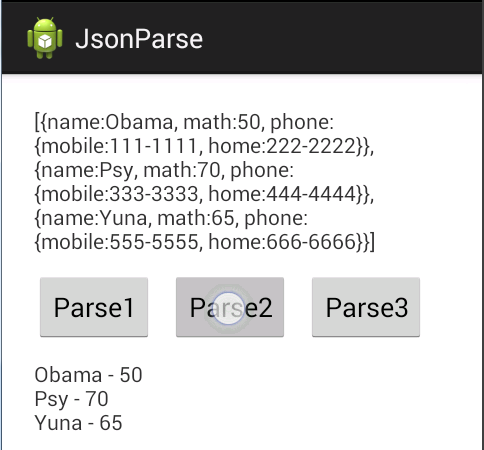 JsonParse
[{name:Obama, math:50, phone:
{mobile:111-1111, home:222-2222}},
{name:Psy, math:70, phone:
{mobile:333-3333, home:444-4444}},
{name:Yuna, math:65, phone:
{mobile:555-5555, home:666-6666}}]
Parse1 Parse2 Parse3
Obama - 50
Psy - 70
Yuna - 65